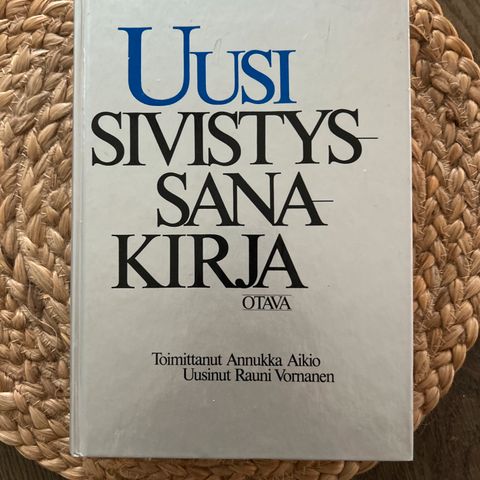 UUSI
SIVISTYS-
SANA-
KIRJA
OTAVA
Toimittanut Annukka Aikio
Uusinut Rauni Vornanen